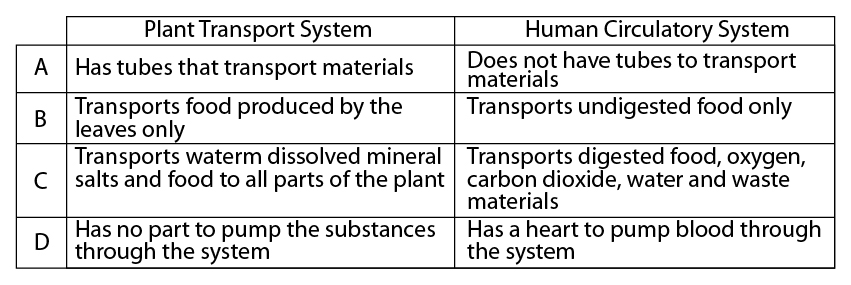 Plant Transport System
Human Circulatory System
A
Has tubes that transport materials
Does not have tubes to transport
materials
B
Transports food produced by the
leaves only
Transports undigested food only
C
Transports waterm dissolved mineral
salts and food to all parts of the plant
Transports digested food, oxygen,
carbon dioxide, water and waste
materials
D
Has no part to pump the substances
through the system
Has a heart to pump blood through
the system